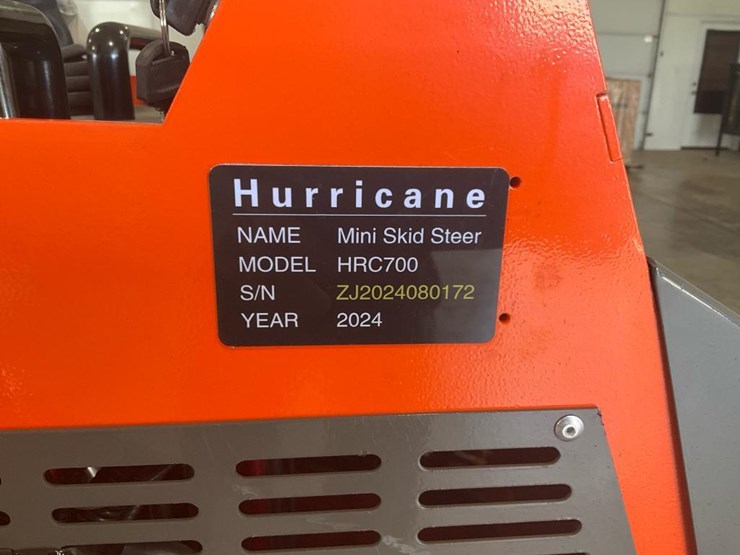 Hurricane
NAME Mini Skid Steer
MODEL HRC700
S/N ZJ2024080172
YEAR 2024